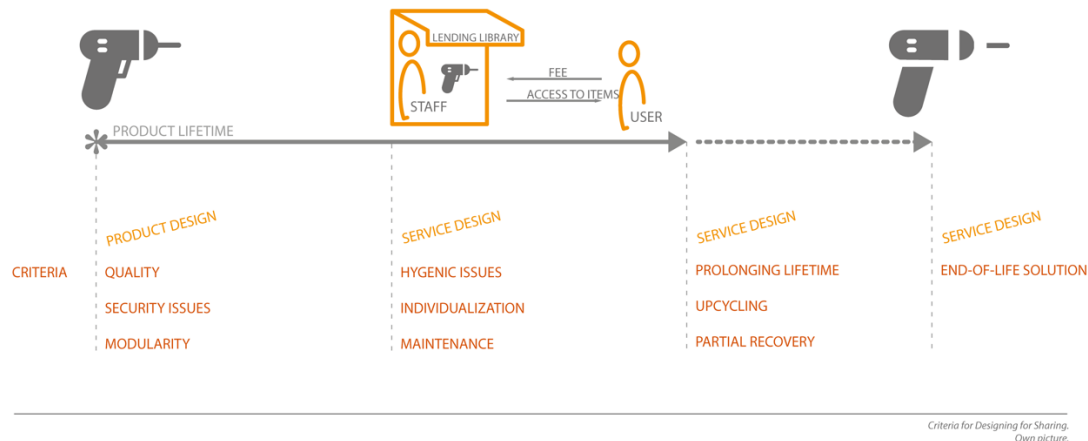 LENDING LIBRARY
FEE
ACCESS TO ITEMS
STAFF
USER
PRODUCT LIFETIME
PRODUCT DESIGN
SERVICE DESIGN
SERVICE DESIGN
SERVICE DESIGN
CRITERIA
QUALITY
HYGENIC ISSUES
PROLONGING LIFETIME
END-OF-LIFE SOLUTION
SECURITY ISSUES
INDIVIDUALIZATION
UPCYCLING
MODULARITY
MAINTENANCE
PARTIAL RECOVERY
Criteria for Designing for Sharing.
Own picture.